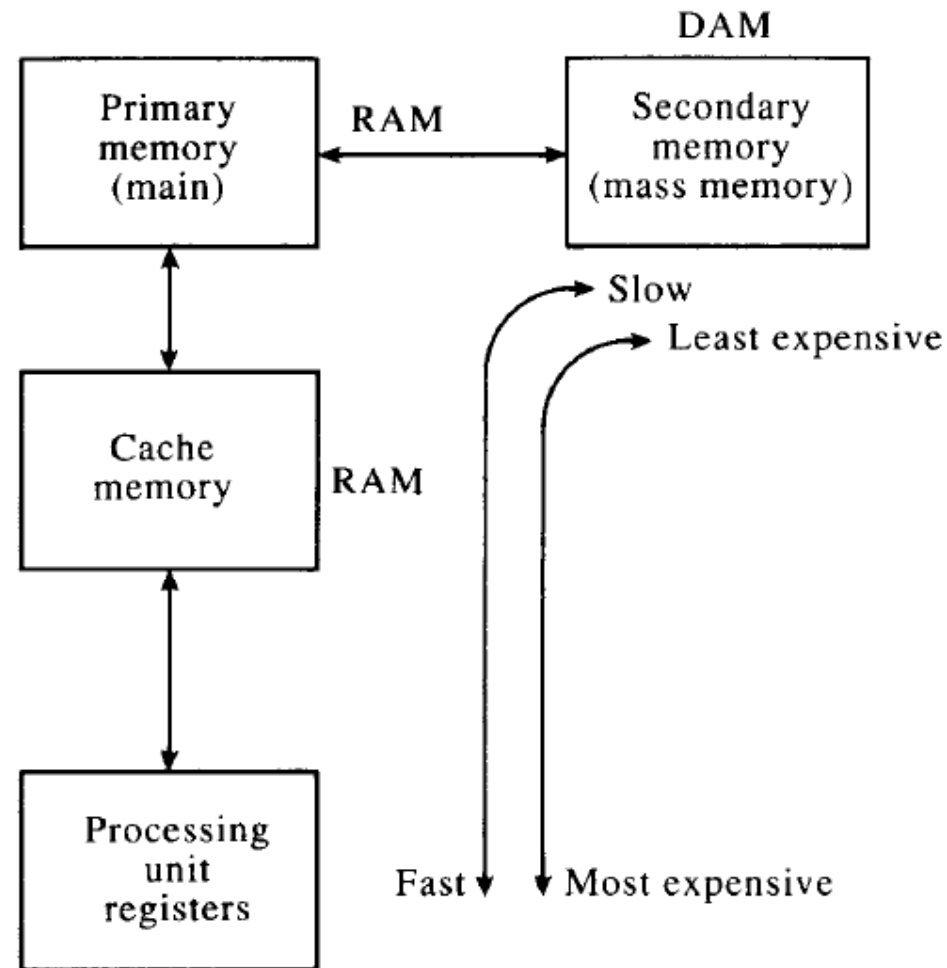 DAM
Primary
memory
(main)
RAM
Secondary
memory
(mass memory)
Slow
Least expensive
Cache
memory
RAM
Processing
unit
registers
Fast
Most expensive